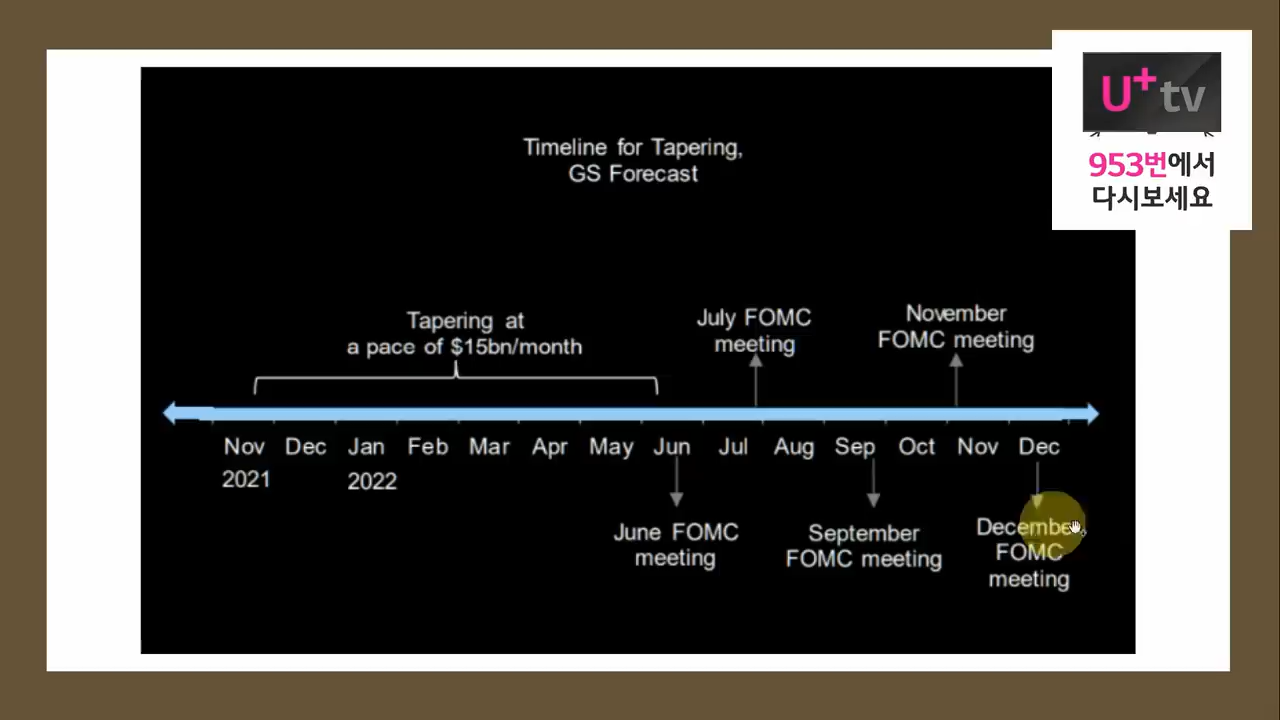 U+tv
953번에서
다시보세요
Timeline for Tapering,
GS Forecast
Tapering at
a pace of $15bn/month
July FOMC
meeting
November
FOMC meeting
Nov Dec Jan Feb Mar Apr May Jun Jul Aug Sep Oct Nov Dec
2021 2022
June FOMC
meeting
September
FOMC meeting
December
FOMC
meeting